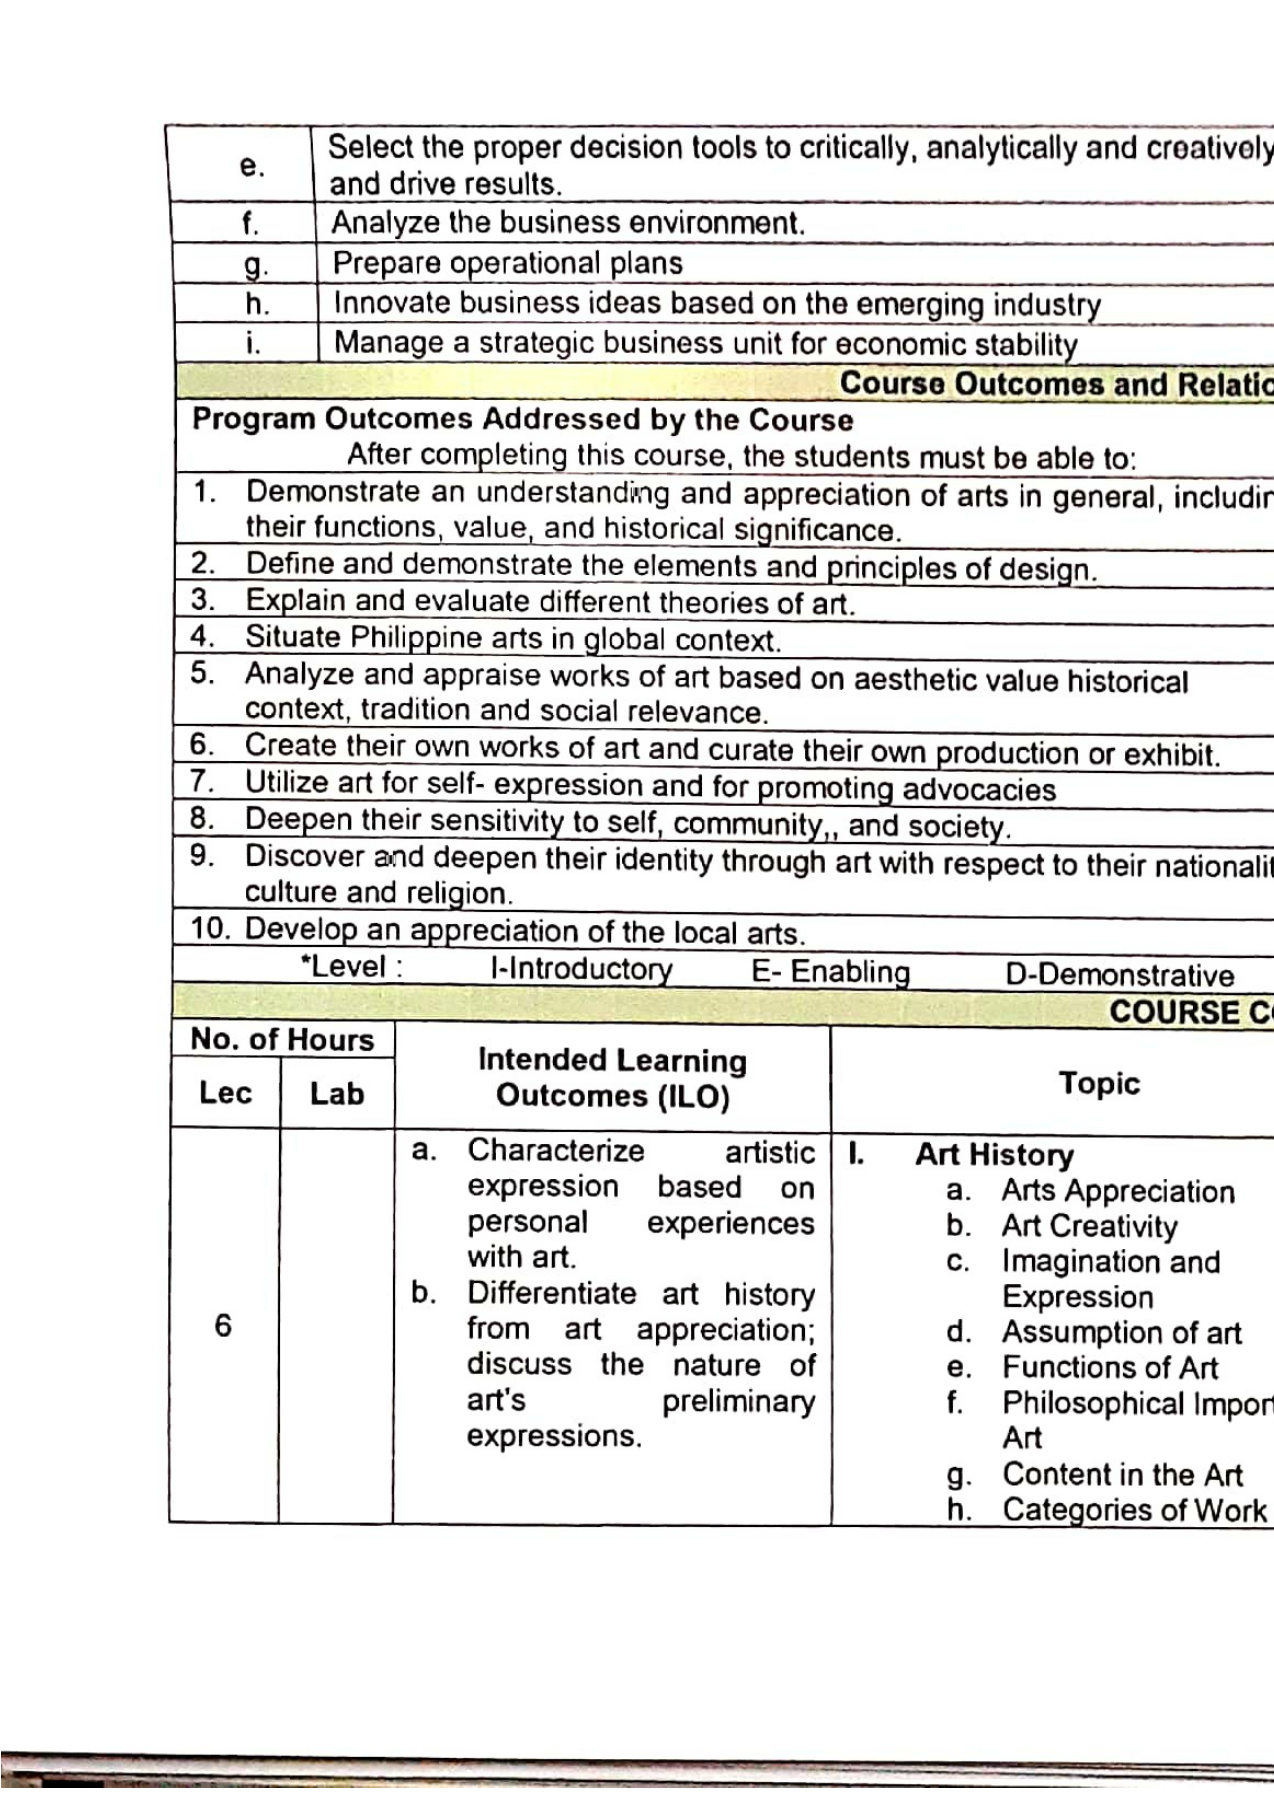 e.
Select the proper decision tools to critically, analytically and creatively
and drive results.
f. Analyze the business environment.
g. Prepare operational plans
h. Innovate business ideas based on the emerging industry
i. Manage a strategic business unit for economic stability
Course Outcomes and
Program Outcomes Addressed by the Course
After completing this course, the students must be able to:
1. Demonstrate an understanding and appreciation of arts in general,
their functions, value, and historical significance.
2. Define and demonstrate the elements and principles of design.
3. Explain and evaluate different theories of art.
4. Situate Philippine arts in global context.
5. Analyze and appraise works of art based on aesthetic value historical
context, tradition and social relevance.
6. Create their own works of art and curate their own production or exhibit.
7. Utilize art for self- expression and for promoting advocacies
8. Deepen their sensitivity to self, community,, and society.
9. Discover and deepen their identity through art with respect to their
culture and religion.
10. Develop an appreciation of the local arts.
*Level : I-Introductory E- Enabling D-Demonstrative
COURSE
No. of Hours
Lec Lab
Intended Learning
Outcomes (ILO)
Topic
6
a. Characterize artistic
expression based on
personal experiences
with art.
b. Differentiate art history
from art appreciation;
discuss the nature of
art's preliminary
expressions.
I. Art History
a. Arts Appreciation
b. Art Creativity
c. Imagination and
Expression
d. Assumption of art
e. Functions of Art
f. Philosophical
Art
g. Content in the Art
h. Categories of Work